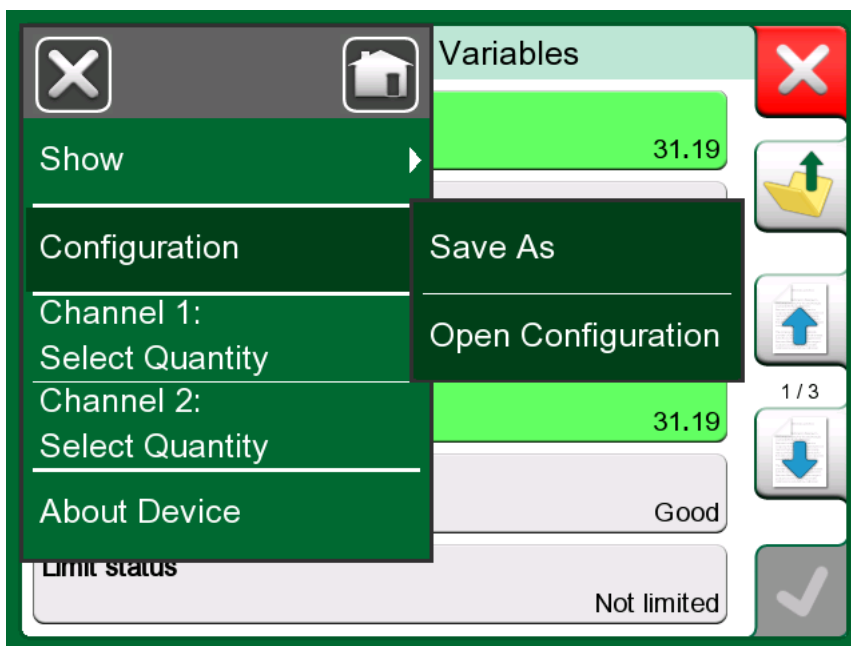 Variables
31.19
Show
Configuration
Save As
Open Configuration
Channel 1:
Select Quantity
Channel 2:
Select Quantity
About Device
31.19
1 / 3
Good
Limit status
Not limited